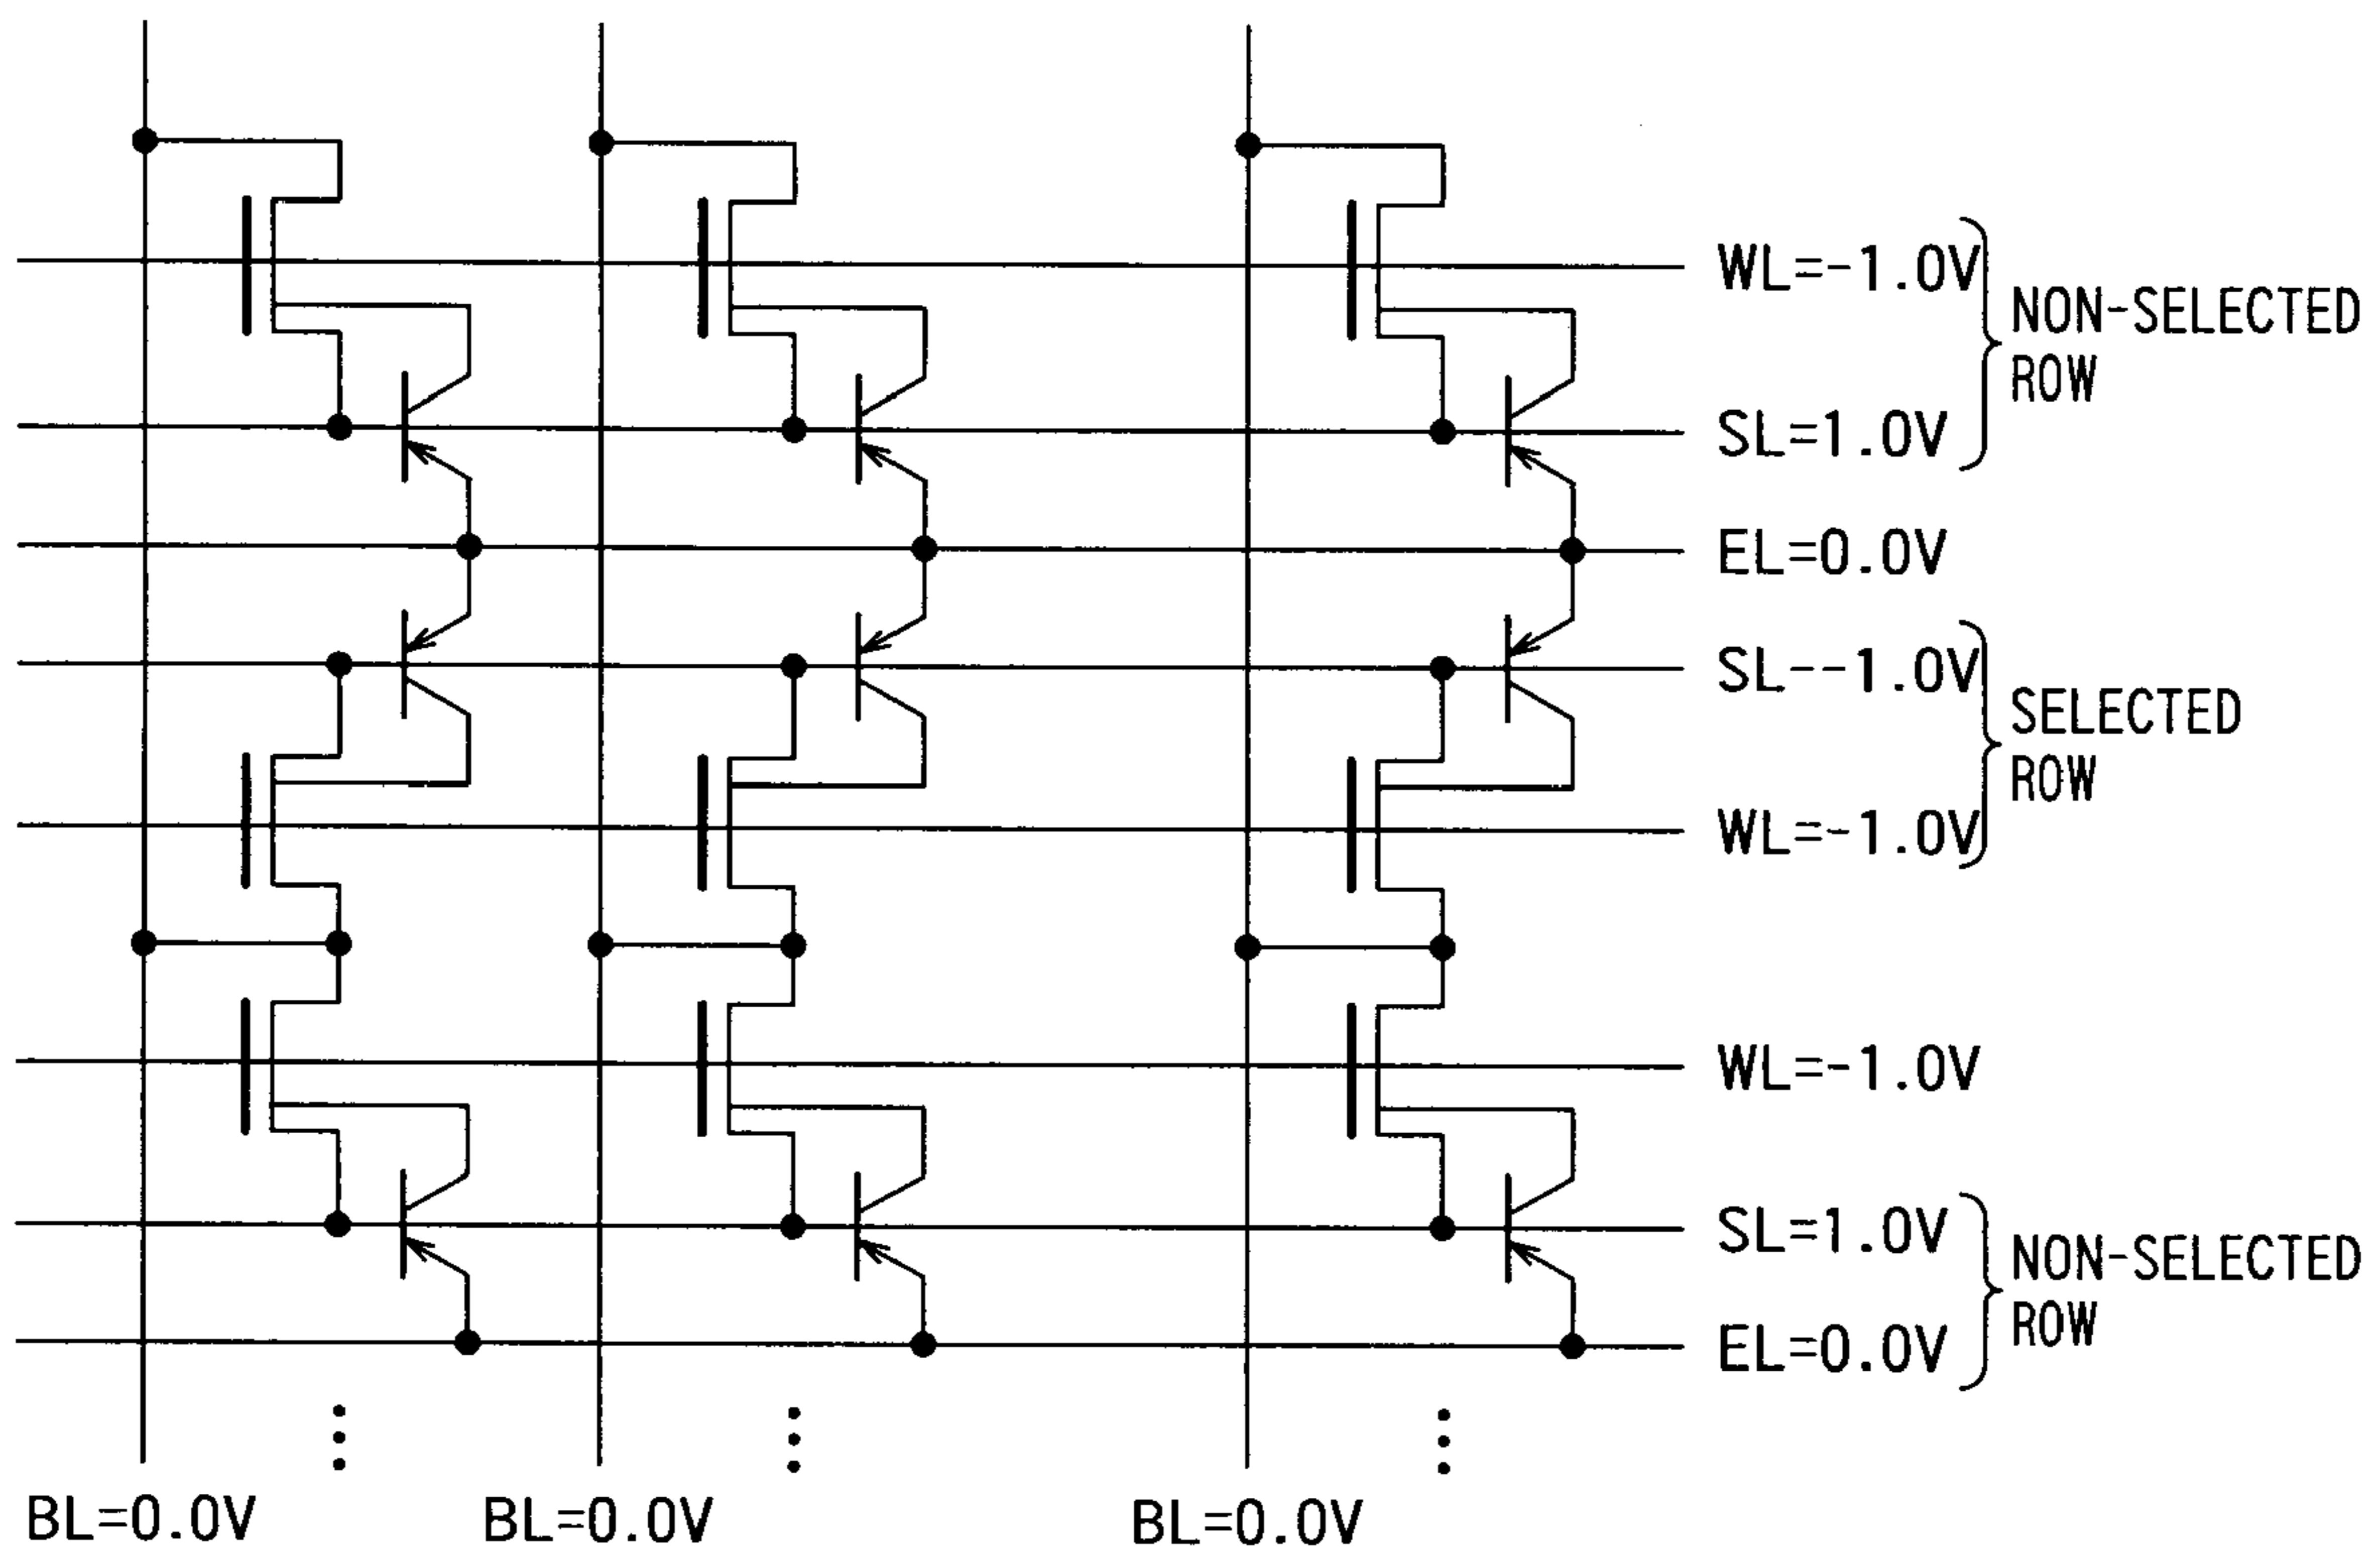 WL=-1.0V
NON-SELECTED
ROW
SL=1.0V
EL=0.0V
SL--1.0V
SELECTED
ROW
WL=-1.0V
WL=-1.0V
SL=1.0V
NON-SELECTED
ROW
EL=0.0V
BL=0.0V BL=0.0V BL=0.0V